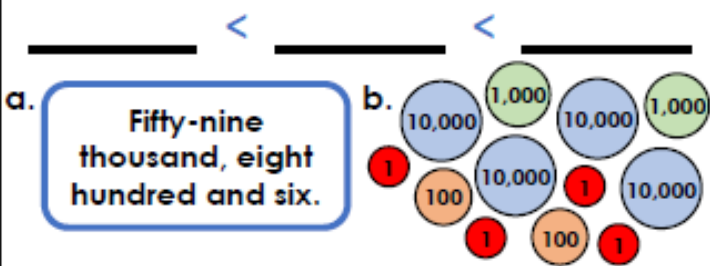 < <
a. Fifty-nine
thousand, eight
hundred and six.
b. 10,000 1,000 10,000 1,000
1 100 10,000 1 10,000
1 100 1